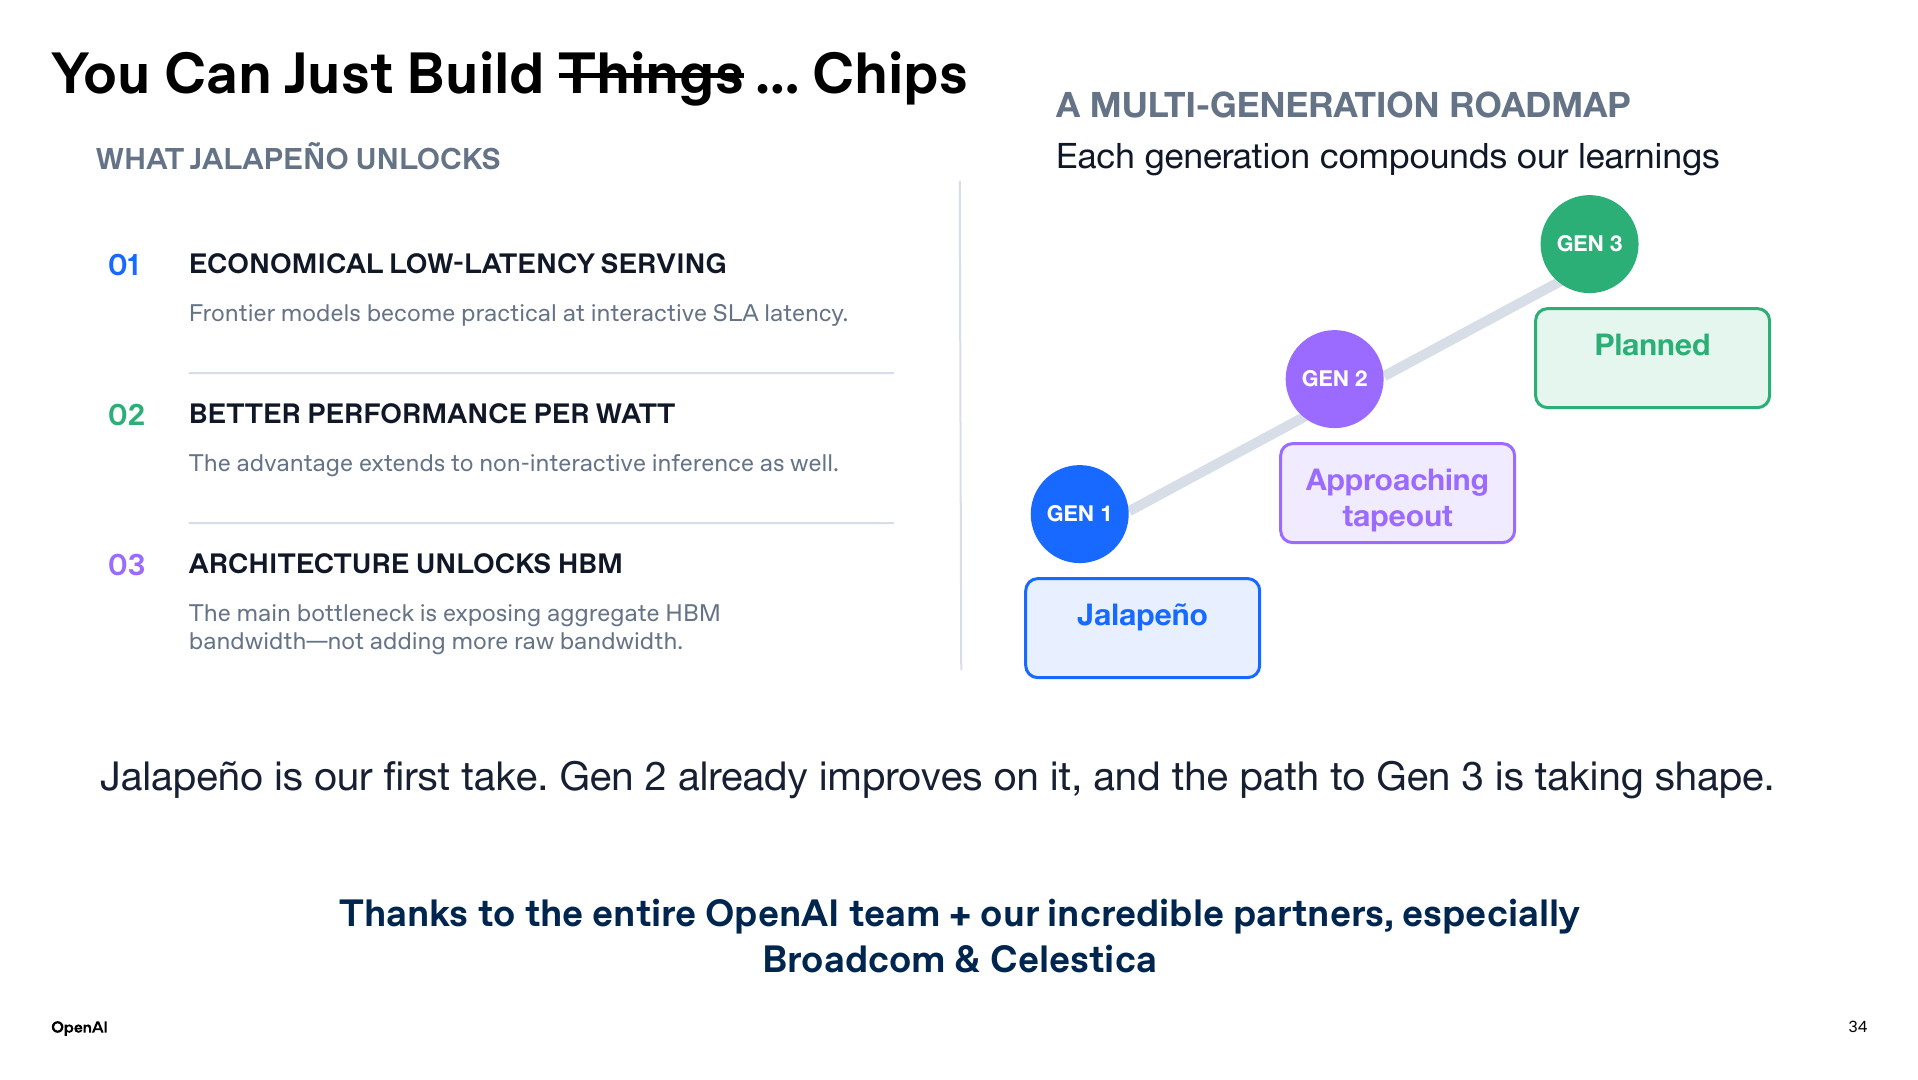 You Can Just Build Things ... Chips
WHAT JALAPEÑO UNLOCKS
01
ECONOMICAL LOW-LATENCY SERVING
Frontier models become practical at interactive SLA latency.
02
BETTER PERFORMANCE PER WATT
The advantage extends to non-interactive inference as well.
03
ARCHITECTURE UNLOCKS HBM
The main bottleneck is exposing aggregate HBM
bandwidth—not adding more raw bandwidth.
A MULTI-GENERATION ROADMAP
Each generation compounds our learnings
GEN 3
Planned
GEN 2
Approaching
tapeout
GEN 1
Jalapeño
Jalapeño is our first take. Gen 2 already improves on it, and the path to Gen 3 is taking shape.
Thanks to the entire OpenAI team + our incredible partners, especially
Broadcom & Celestica
OpenAI
34